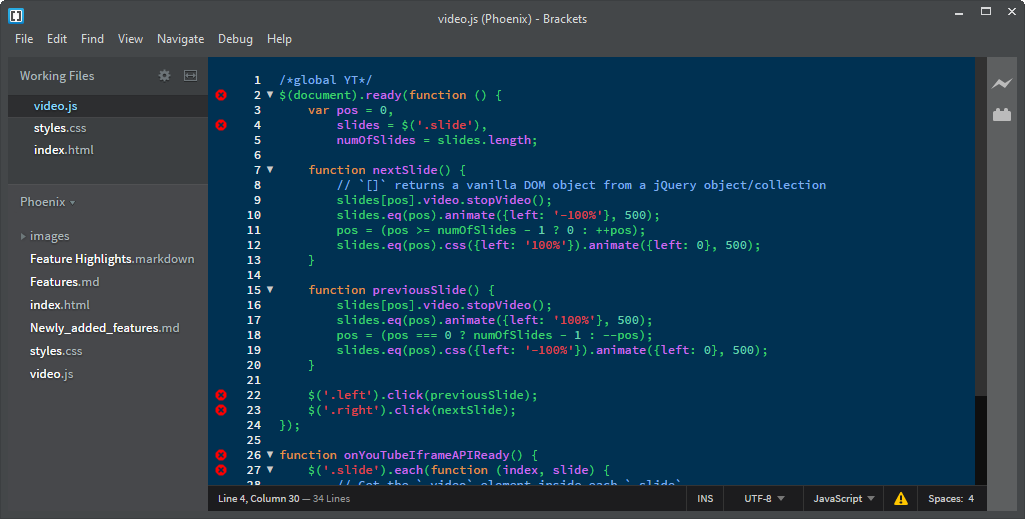 video.js (Phoenix) - Brackets
File Edit Find View Navigate Debug Help
Working Files
video.js
styles.css
index.html
Phoenix
images
Feature Highlights.markdown
Features.md
index.html
Newly_added_features.md
styles.css
video.js
1 /*global YT*/
2 $(document).ready(function () {
3     var pos = 0,
4         slides = $('.slide'),
5         numOfSlides = slides.length;
6
7     function nextSlide() {
8         // `[]` returns a vanilla DOM object from a jQuery object/collection
9         slides[pos].video.stopVideo();
10         slides.eq(pos).animate({left: '-100%'}, 500);
11         pos = (pos >= numOfSlides - 1 ? 0 : ++pos);
12         slides.eq(pos).css({left: '100%'}).animate({left: 0}, 500);
13     }
14
15     function previousSlide() {
16         slides[pos].video.stopVideo();
17         slides.eq(pos).animate({left: '100%'}, 500);
18         pos = (pos === 0 ? numOfSlides - 1 : --pos);
19         slides.eq(pos).css({left: '-100%'}).animate({left: 0}, 500);
20     }
21
22     $('.left').click(previousSlide);
23     $('.right').click(nextSlide);
24 });
25
26 function onYouTubeIframeAPIReady() {
27     $('.slide').each(function (index, slide) {
28         // Get the `.video` element inside each `.slide`
Line 4, Column 30 — 34 Lines INS UTF-8 JavaScript Spaces: 4